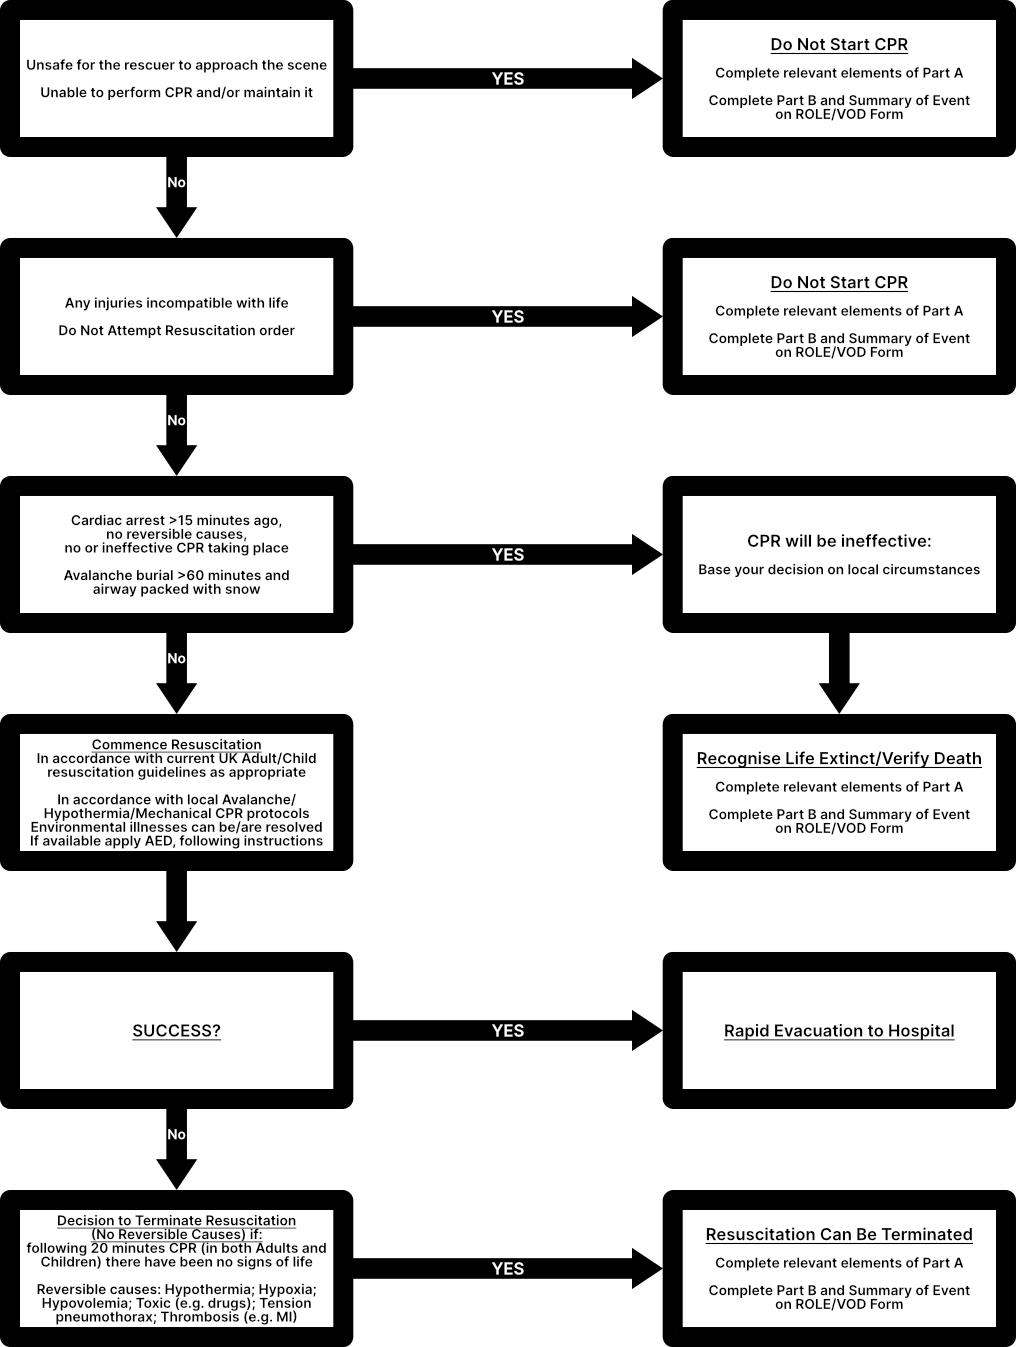 Unsafe for the rescuer to approach the scene
Unable to perform CPR and/or maintain it
YES
Do Not Start CPR
Complete relevant elements of Part A
Complete Part B and Summary of Event
on ROLE/VOD Form
No
Any injuries incompatible with life
Do Not Attempt Resuscitation order
YES
Do Not Start CPR
Complete relevant elements of Part A
Complete Part B and Summary of Event
on ROLE/VOD Form
No
Cardiac arrest >15 minutes ago,
no reversible causes,
no or ineffective CPR taking place
Avalanche burial >60 minutes and
airway packed with snow
YES
CPR will be ineffective:
Base your decision on local circumstances
No
Commence Resuscitation
In accordance with current UK Adult/Child
resuscitation guidelines as appropriate
In accordance with local Avalanche/
Hypothermia/Mechanical CPR protocols
Environmental illnesses can be/are resolved
If available apply AED, following instructions
Recognise Life Extinct/Verify Death
Complete relevant elements of Part A
Complete Part B and Summary of Event
on ROLE/VOD Form
SUCCESS?
YES
Rapid Evacuation to Hospital
No
Decision to Terminate Resuscitation
(No Reversible Causes) if:
following 20 minutes CPR (in both Adults and
Children) there have been no signs of life
Reversible causes: Hypothermia; Hypoxia;
Hypovolemia; Toxic (e.g. drugs); Tension
pneumothorax; Thrombosis (e.g. MI)
YES
Resuscitation Can Be Terminated
Complete relevant elements of Part A
Complete Part B and Summary of Event
on ROLE/VOD Form